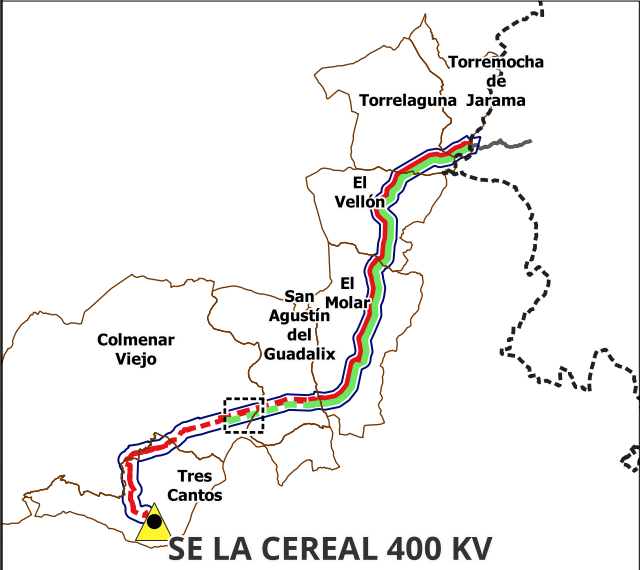 Torremocha
de
Jarama
Torrelaguna
El
Vellón
El
Molar
San
Agustín
del
Guadalix
Colmenar
Viejo
Tres
Cantos
SE LA CEREAL 400 KV